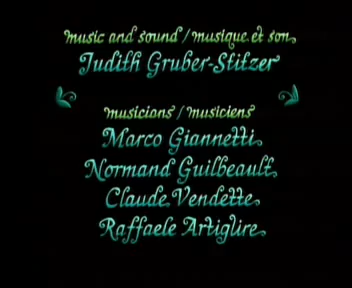 music and sound / musique et son
Judith Gruber-Stitzer
musicians / musiciens
Marco Giannetti
Normand Guilbeault
Claude Vendette
Raffaele Artiglire